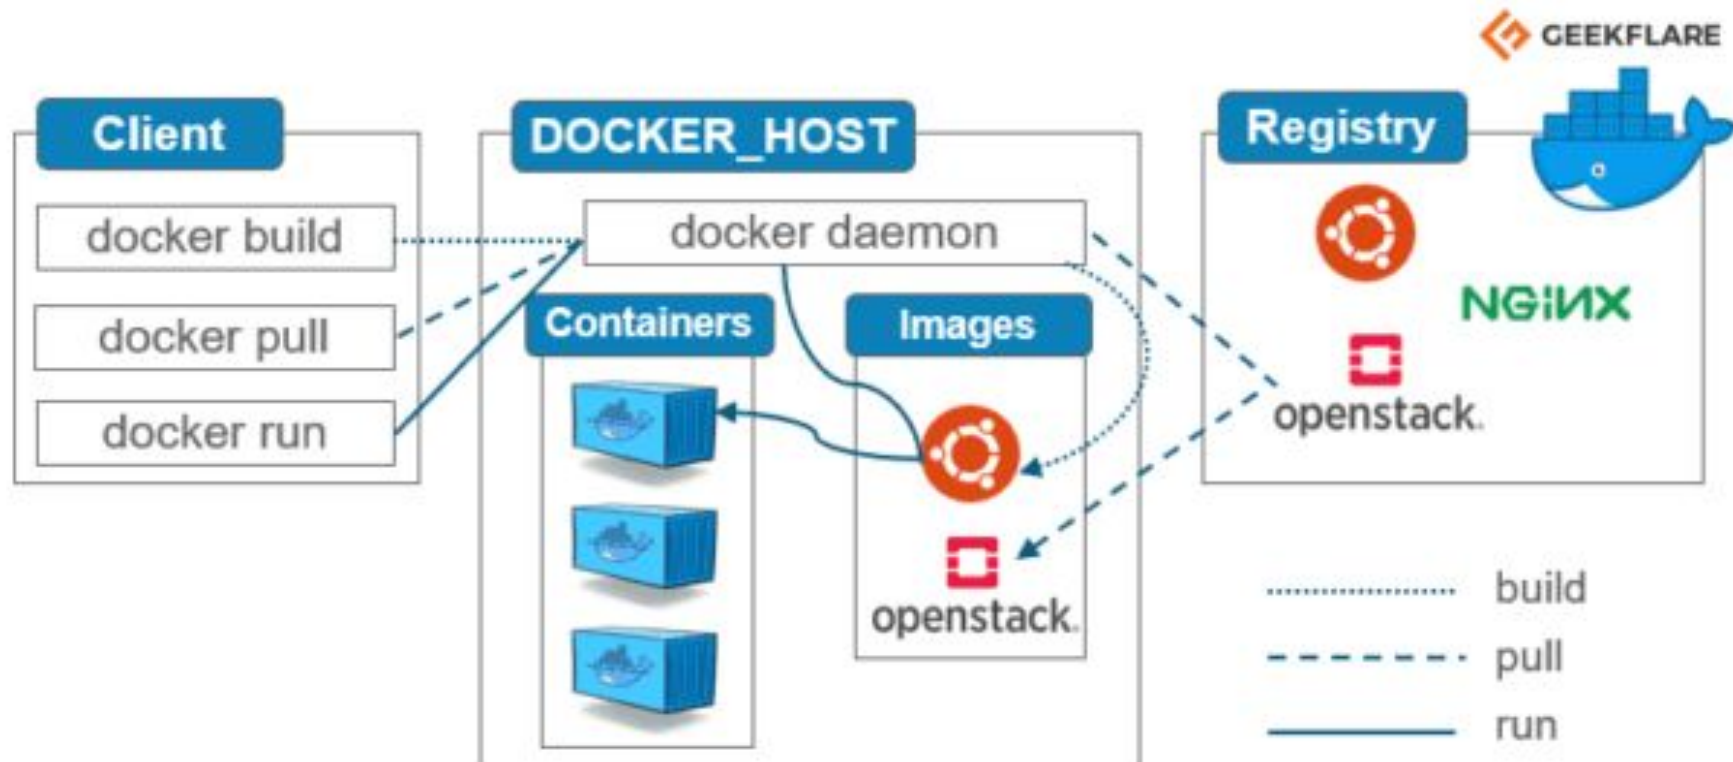 GEEKFLARE
Client
DOCKER_HOST
Registry
docker build
docker daemon
docker pull
docker run
Containers
Images
NGiNX
openstack.
openstack.
build
pull
run